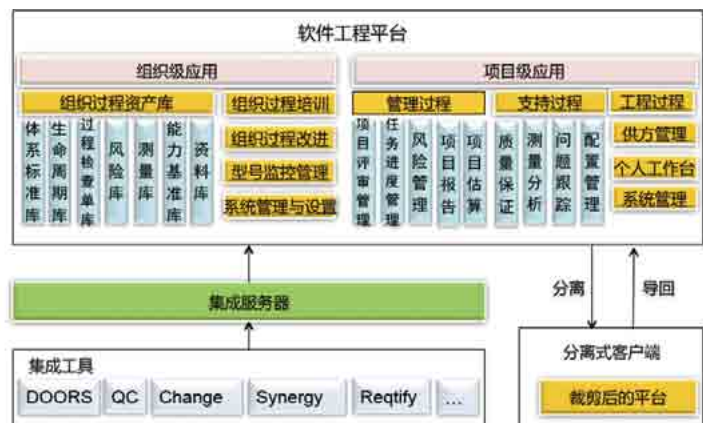 软件工程平台
组织级应用
项目级应用
组织过程资产库
组织过程培训
管理过程
支持过程
工程过程
体系标准库
生命周期库
过程检查单库
风险库
测量库
能力基准库
资料库
组织过程改进
型号监控管理
系统管理与设置
项目评审管理
任务进度管理
风险管理
项目报告
项目估算
质量保证
测量分析
问题跟踪
配置管理
供方管理
个人工作台
系统管理
集成服务器
分离
导回
集成工具
DOORS
QC
Change
Synergy
Reqtify
...
分离式客户端
裁剪后的平台